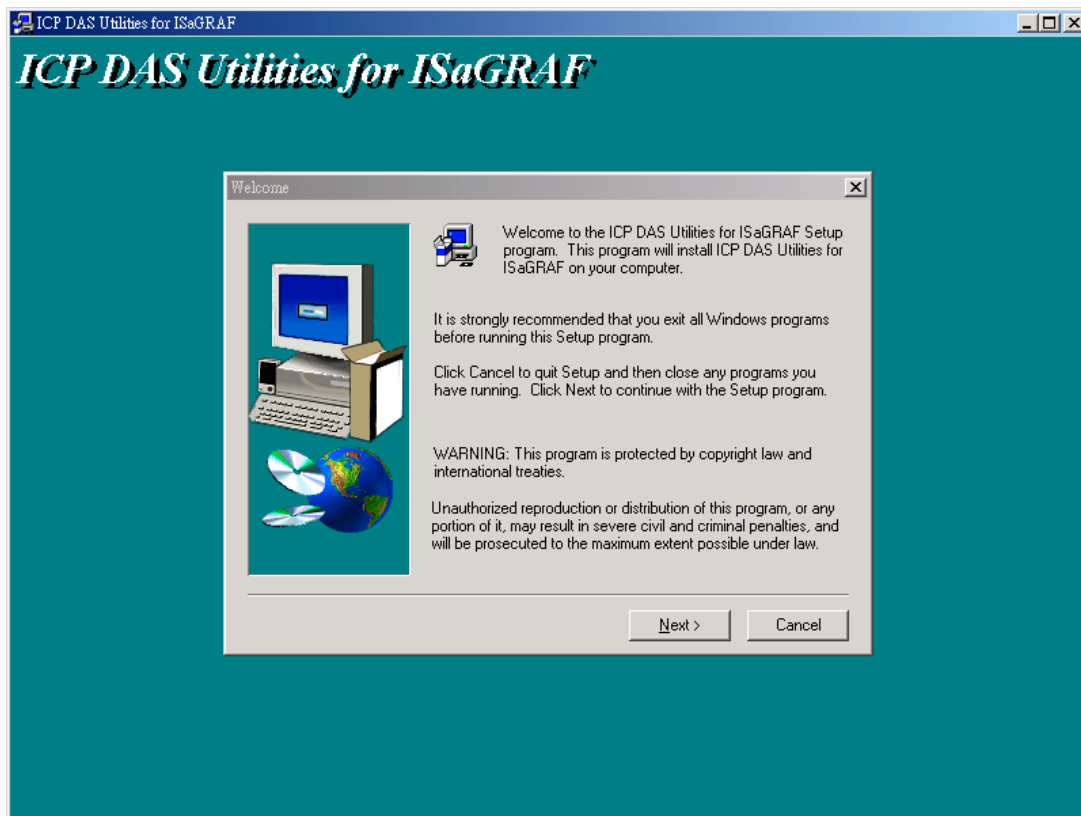 ICP DAS Utilities for ISaGRAF
ICP DAS Utilities for ISaGRAF
Welcome
Welcome to the ICP DAS Utilities for ISaGRAF Setup
program. This program will install ICP DAS Utilities for
ISaGRAF on your computer.
It is strongly recommended that you exit all Windows programs
before running this Setup program.
Click Cancel to quit Setup and then close any programs you
have running. Click Next to continue with the Setup program.
WARNING: This program is protected by copyright law and
international treaties.
Unauthorized reproduction or distribution of this program, or any
portion of it, may result in severe civil and criminal penalties, and
will be prosecuted to the maximum extent possible under law.
Next >
Cancel